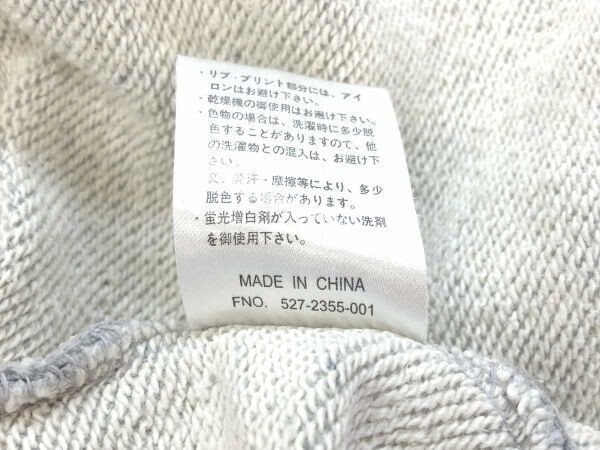 ・リブ・プリント部分には、アイ
ロンはお避け下さい。
・乾燥機の御使用はお避け下さい。
・色物の場合は、洗濯時に多少脱
色することがありますので、他
の洗濯物との混入は、お避け下
さい。
又、発汗・摩擦等により、多少
脱色する場合があります。
・蛍光増白剤が入っていない洗剤
を御使用下さい。
MADE IN CHINA
FNO. 527-2355-001